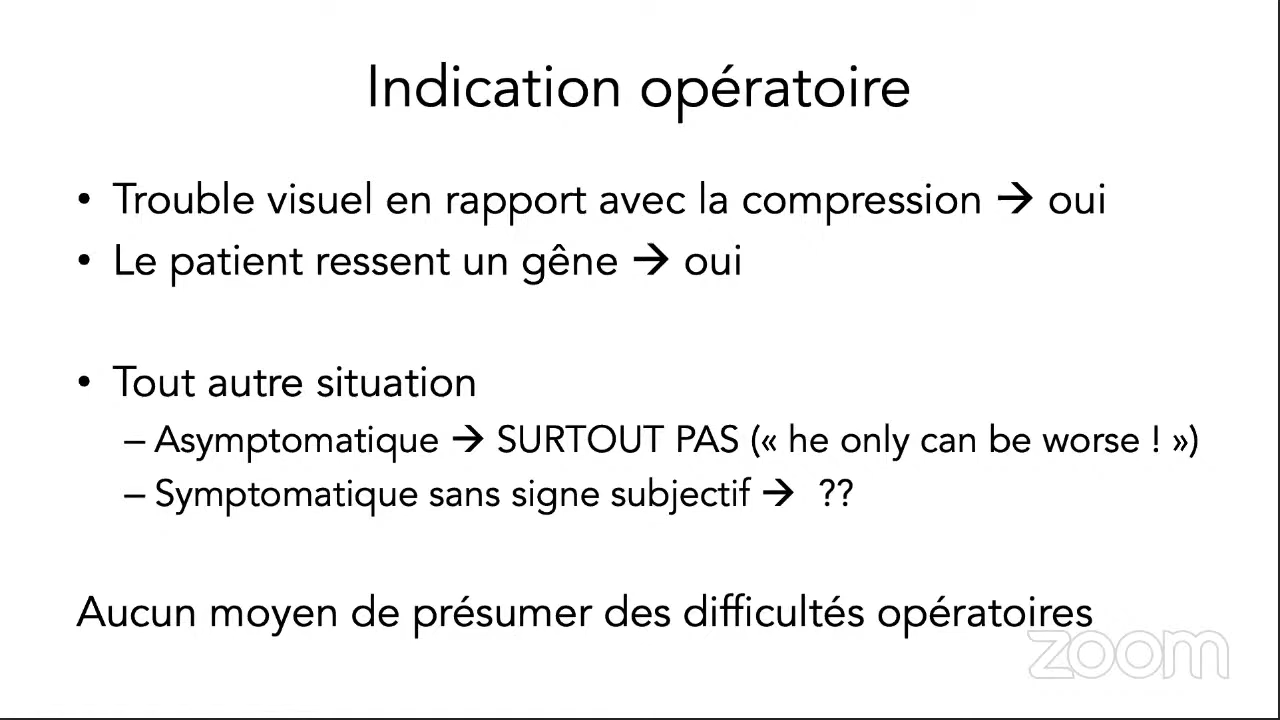 Indication opératoire
• Trouble visuel en rapport avec la compression → oui
• Le patient ressent un gêne → oui
• Tout autre situation
– Asymptomatique → SURTOUT PAS (« he only can be worse ! »)
– Symptomatique sans signe subjectif → ??
Aucun moyen de présumer des difficultés opératoires
zoom